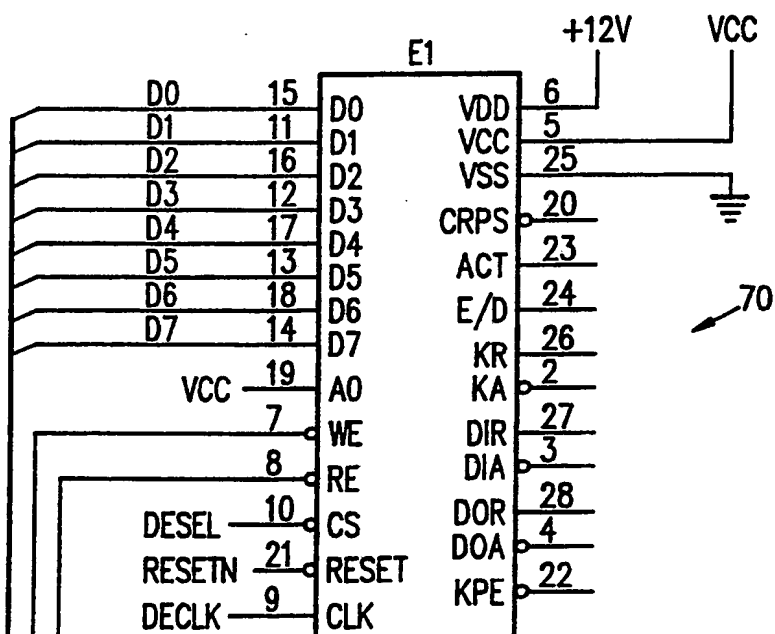 +12V VCC
E1
D0 15 D0 VDD 6
D1 11 D1 VCC 5
D2 16 D2 VSS 25
D3 12 D3 CRPS 20
D4 17 D4 ACT 23
D5 13 D5 E/D 24
D6 18 D6 70
D7 14 D7 KR 26
VCC 19 A0 KA 2
7 WE DIR 27
8 RE DIA 3
DESEL 10 CS DOR 28
RESETN 21 RESET DOA 4
DECLK 9 CLK KPE 22